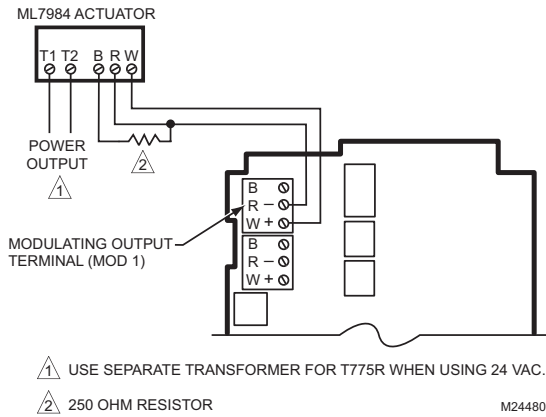 ML7984 ACTUATOR
T1 T2 B R W
POWER
OUTPUT
1
2
B
R –
W +
MODULATING OUTPUT
TERMINAL (MOD 1)
B
R –
W +
1 USE SEPARATE TRANSFORMER FOR T775R WHEN USING 24 VAC.
2 250 OHM RESISTOR
M24480